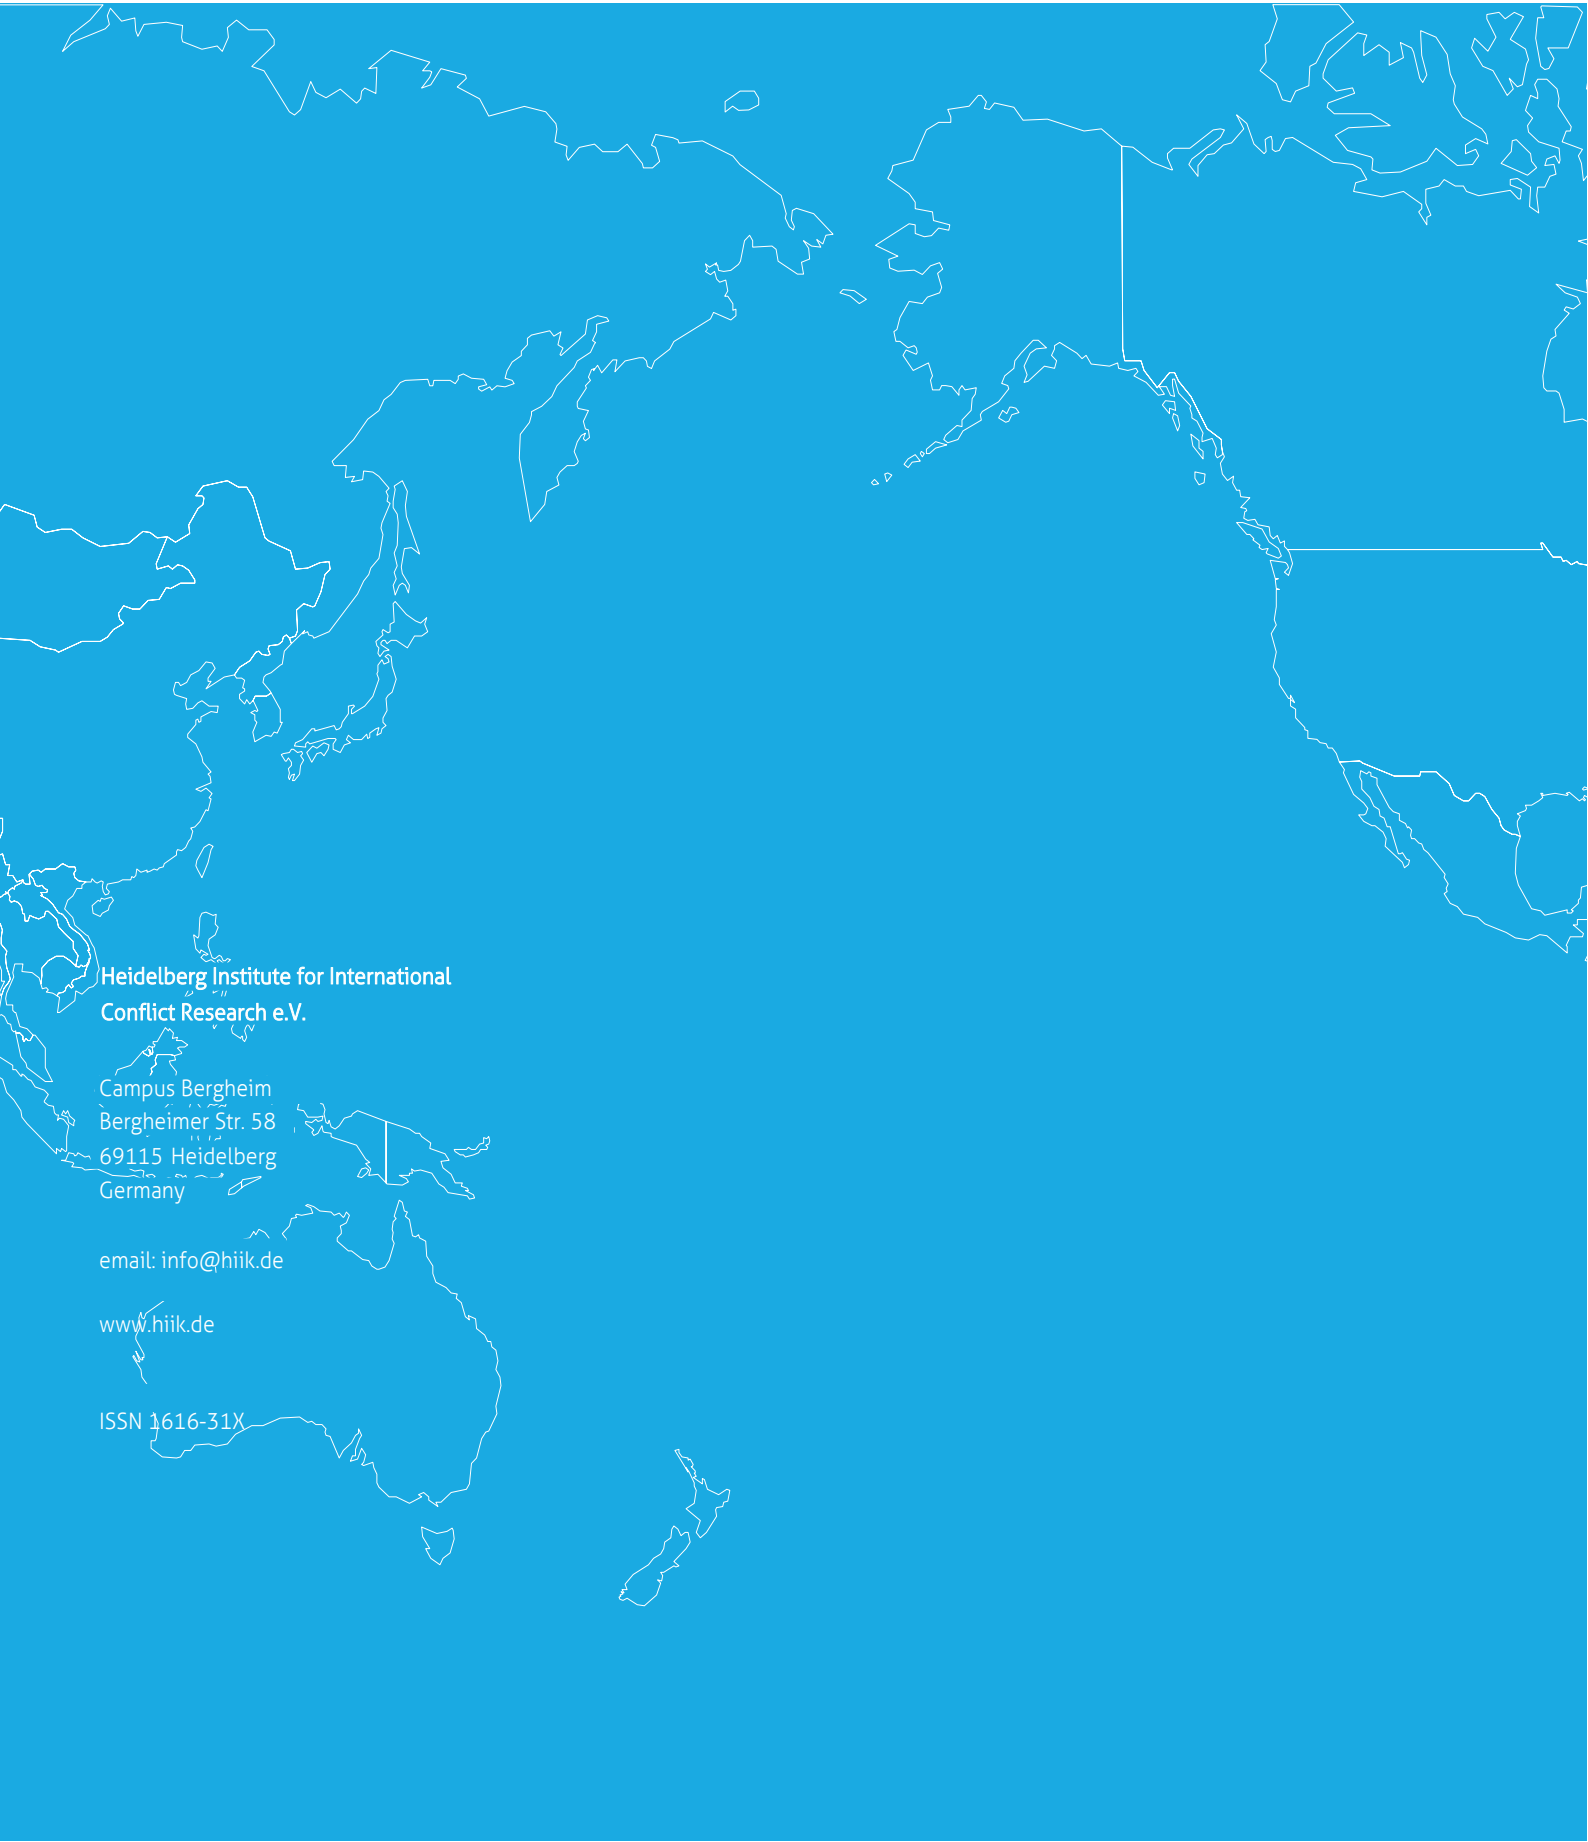 Heidelberg Institute for International
Conflict Research e.V.
Campus Bergheim
Bergheimer Str. 58
69115 Heidelberg
Germany
email: info@hiik.de
www.hiik.de
ISSN 1616-31X